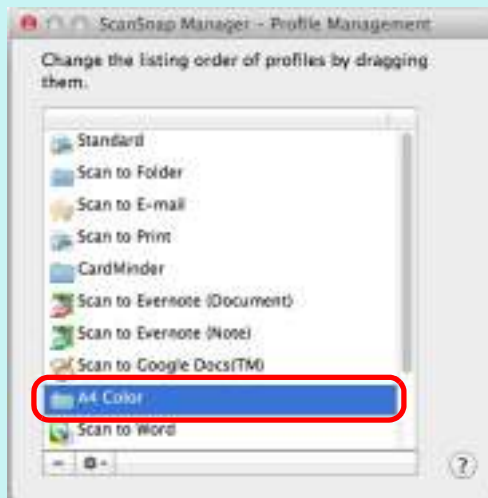 ScanSnap Manager - Profile Management
Change the listing order of profiles by dragging
them.
Standard
Scan to Folder
Scan to E-mail
Scan to Print
CardMinder
Scan to Evernote (Document)
Scan to Evernote (Note)
Scan to Google Docs(TM)
A4 Color
Scan to Word
?